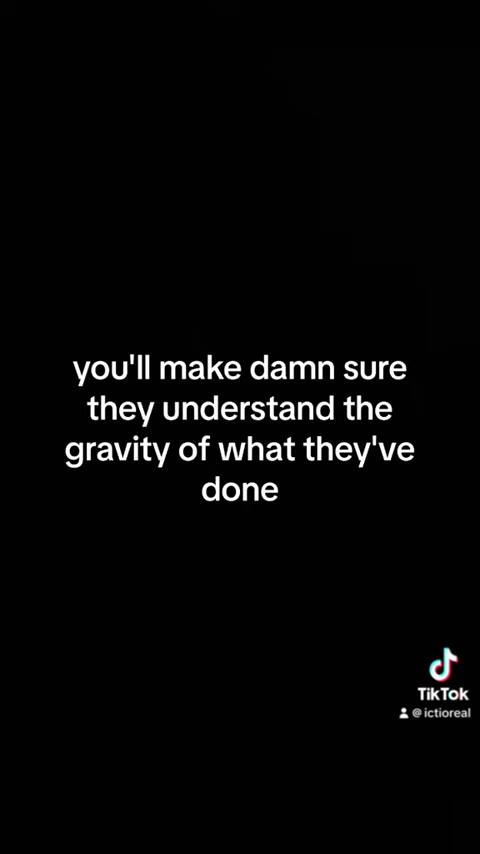 you'll make damn sure
they understand the
gravity of what they've
done
TikTok
@ictioreal